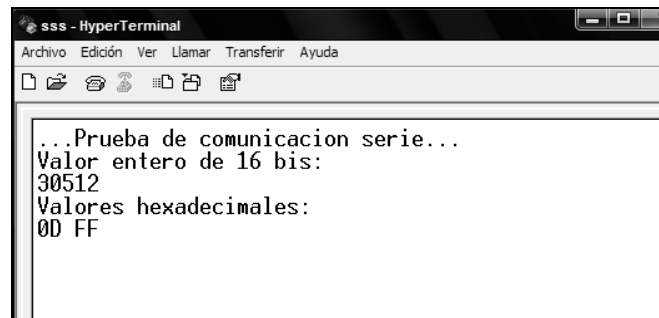 sss - HyperTerminal
Archivo Edición Ver Llamar Transferir Ayuda
...Prueba de comunicacion serie...
Valor entero de 16 bis:
30512
Valores hexadecimales:
0D FF